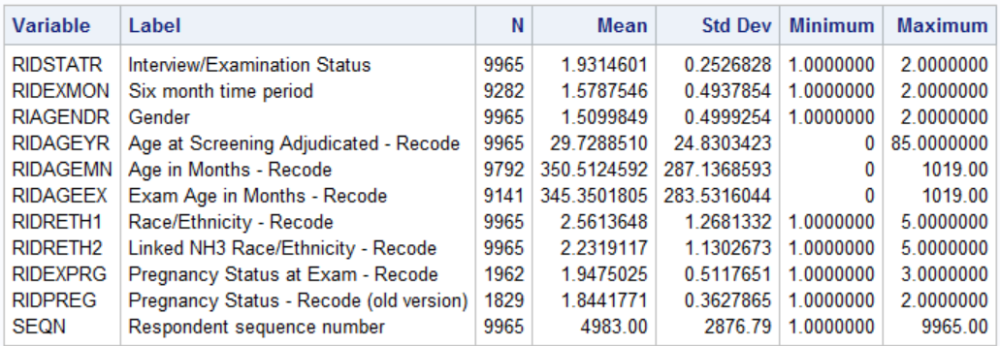 Variable Label N Mean Std Dev Minimum Maximum
RIDSTATR Interview/Examination Status 9965 1.9314601 0.2526828 1.0000000 2.0000000
RIDEXMON Six month time period 9282 1.5787546 0.4937854 1.0000000 2.0000000
RIAGENDR Gender 9965 1.5099849 0.4999254 1.0000000 2.0000000
RIDAGEYR Age at Screening Adjudicated - Recode 9965 29.7288510 24.8303423 0 85.0000000
RIDAGEMN Age in Months - Recode 9792 350.5124592 287.1368593 0 1019.00
RIDAGEEX Exam Age in Months - Recode 9141 345.3501805 283.5316044 0 1019.00
RIDRETH1 Race/Ethnicity - Recode 9965 2.5613648 1.2681332 1.0000000 5.0000000
RIDRETH2 Linked NH3 Race/Ethnicity - Recode 9965 2.2319117 1.1302673 1.0000000 5.0000000
RIDEXPRG Pregnancy Status at Exam - Recode 1962 1.9475025 0.5117651 1.0000000 3.0000000
RIDPREG Pregnancy Status - Recode (old version) 1829 1.8441771 0.3627865 1.0000000 2.0000000
SEQN Respondent sequence number 9965 4983.00 2876.79 1.0000000 9965.00